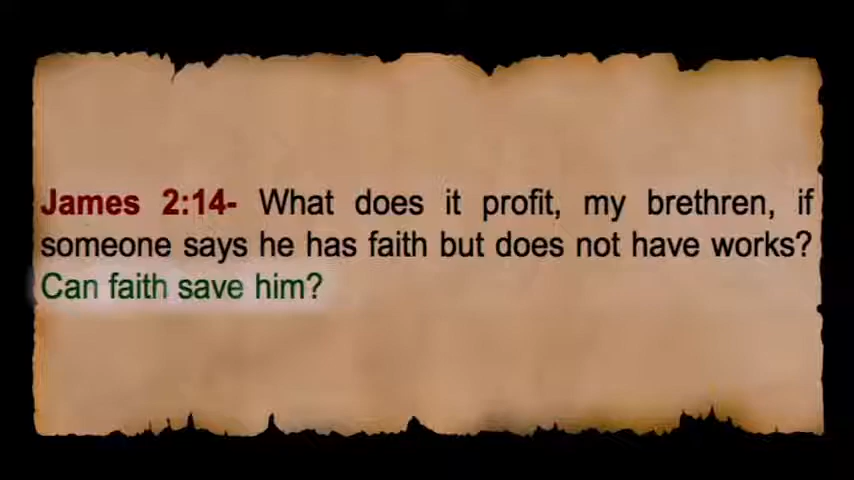 James 2:14- What does it profit, my brethren, if
someone says he has faith but does not have works?
Can faith save him?